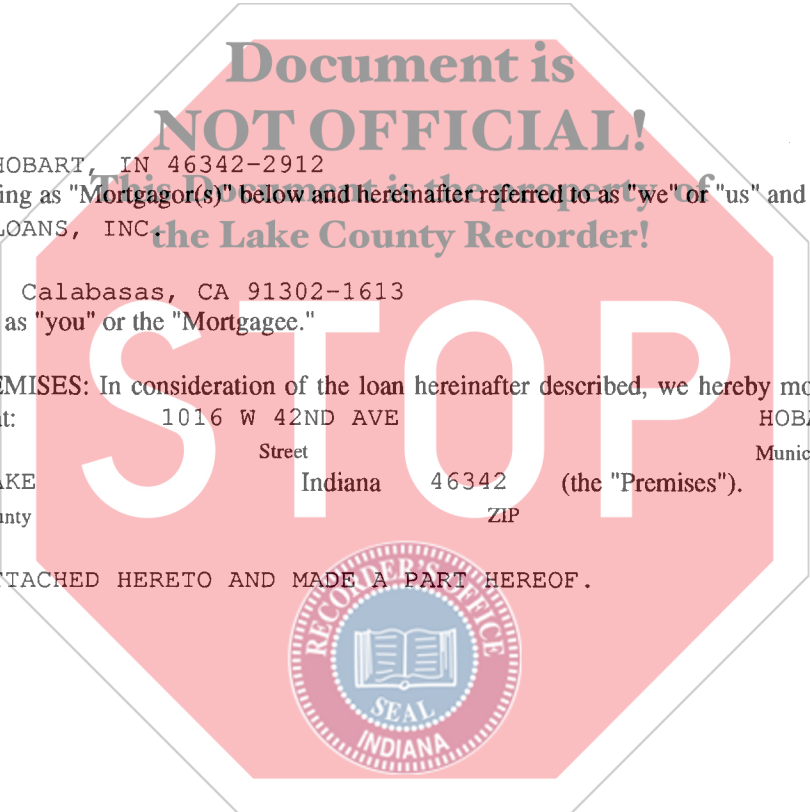 Document is
NOT OFFICIAL!
HOBART, IN 46342-2912
This Document is the property of
ing as "Mortgagor(s)" below and hereinafter referred to as "we" or "us" and
LOANS, INC.
the Lake County Recorder!
Calabasas, CA 91302-1613
as "you" or the "Mortgagee."
EMISES: In consideration of the loan hereinafter described, we hereby mo
t: 1016 W 42ND AVE HOBA
Street Munic
AKE Indiana 46342 (the "Premises").
unty ZIP
STOP
TTACHED HERETO AND MADE A PART HEREOF.
RECORDER'S OFFICE
SEAL
INDIANA